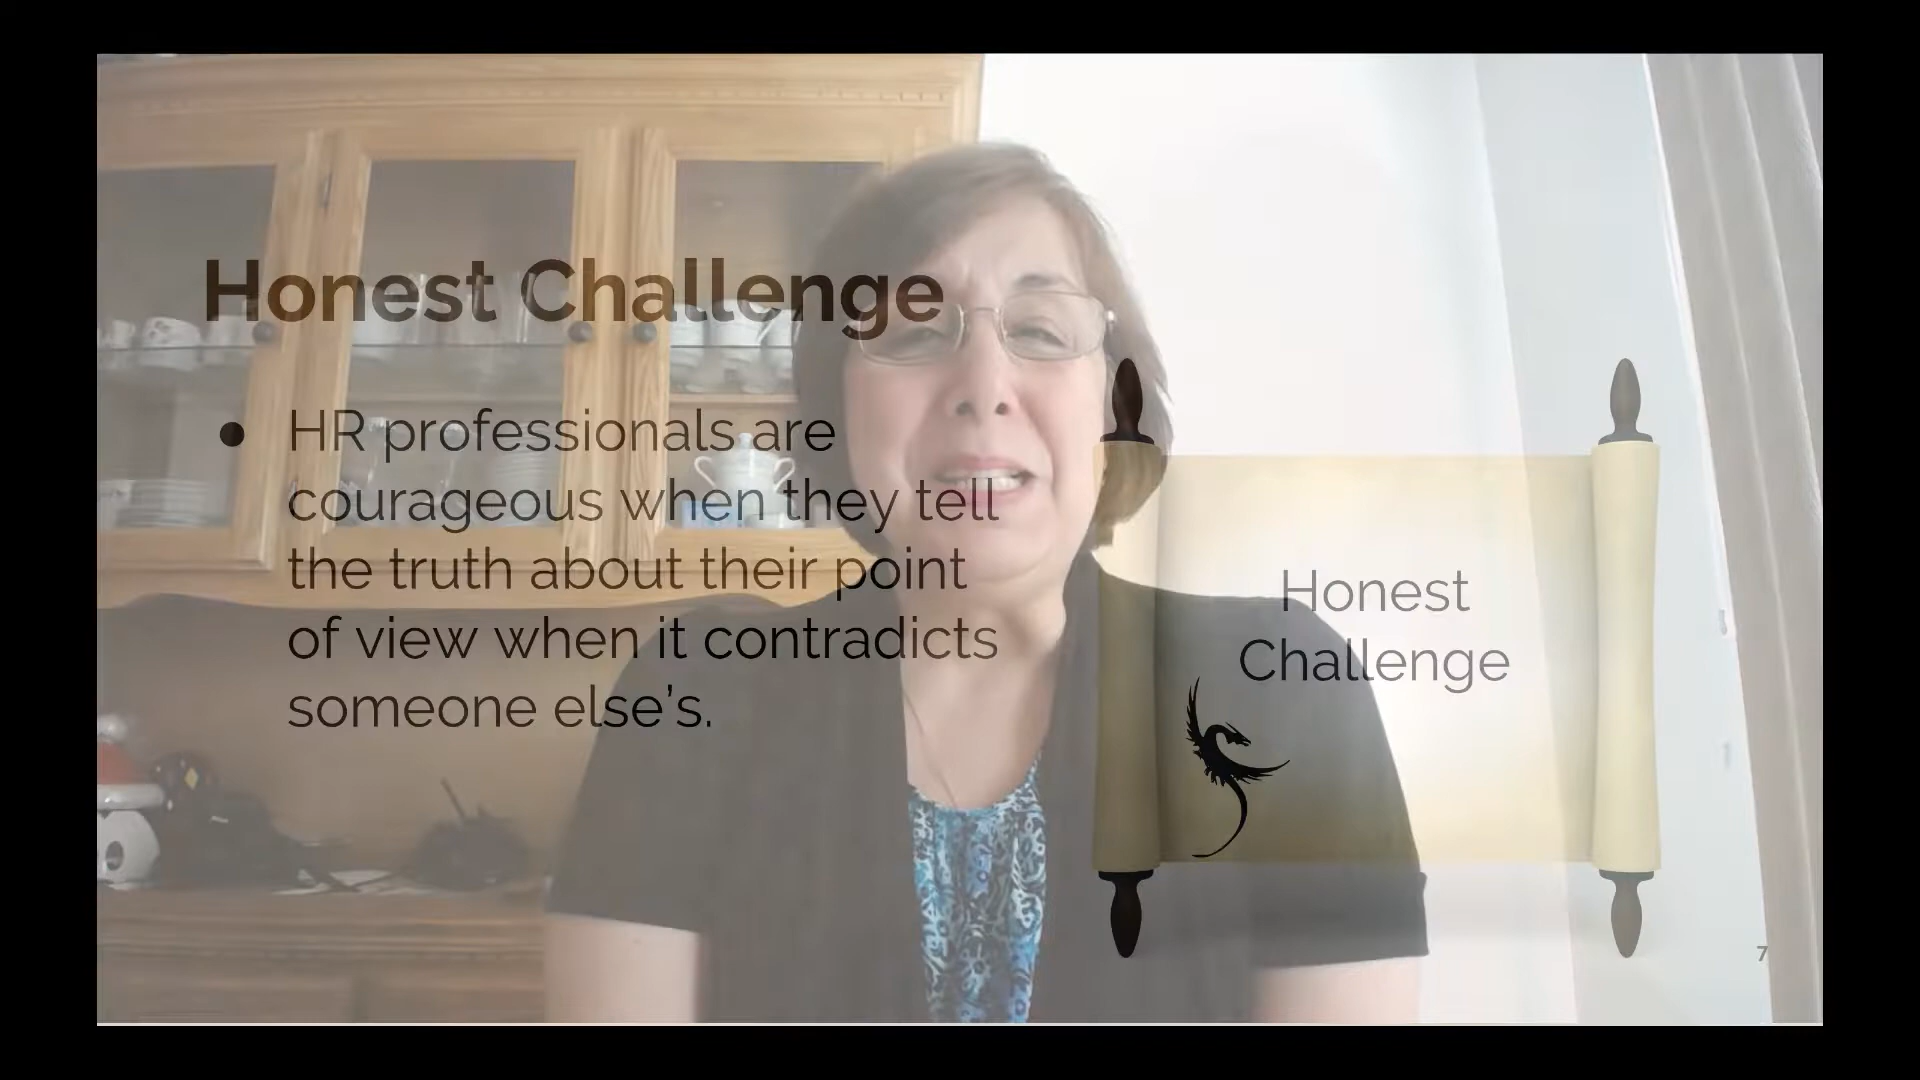 Honest Challenge
● HR professionals are
courageous when they tell
the truth about their point
of view when it contradicts
someone else's.
Honest
Challenge
7